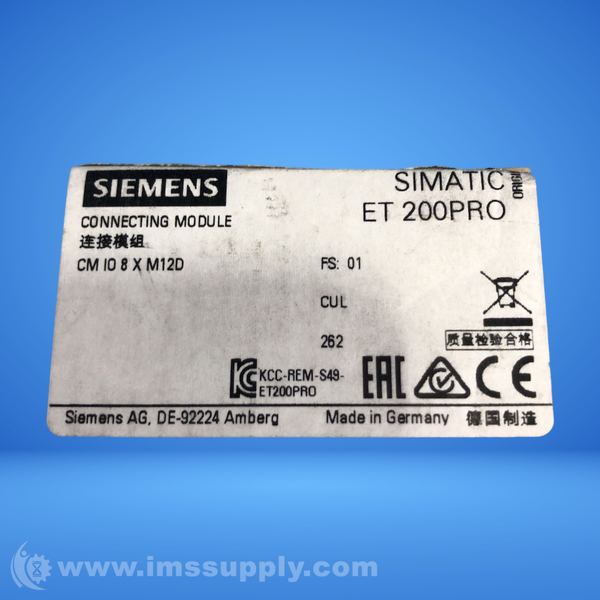 SIEMENS
SIMATIC
ET 200PRO
CONNECTING MODULE
连接模组
CM IO 8 X M12D
FS: 01
CUL
262
质量检验合格
KCC-REM-S49-
ET200PRO
EAC
CE
Siemens AG, DE-92224 Amberg
Made in Germany 德国制造
www.imssupply.com